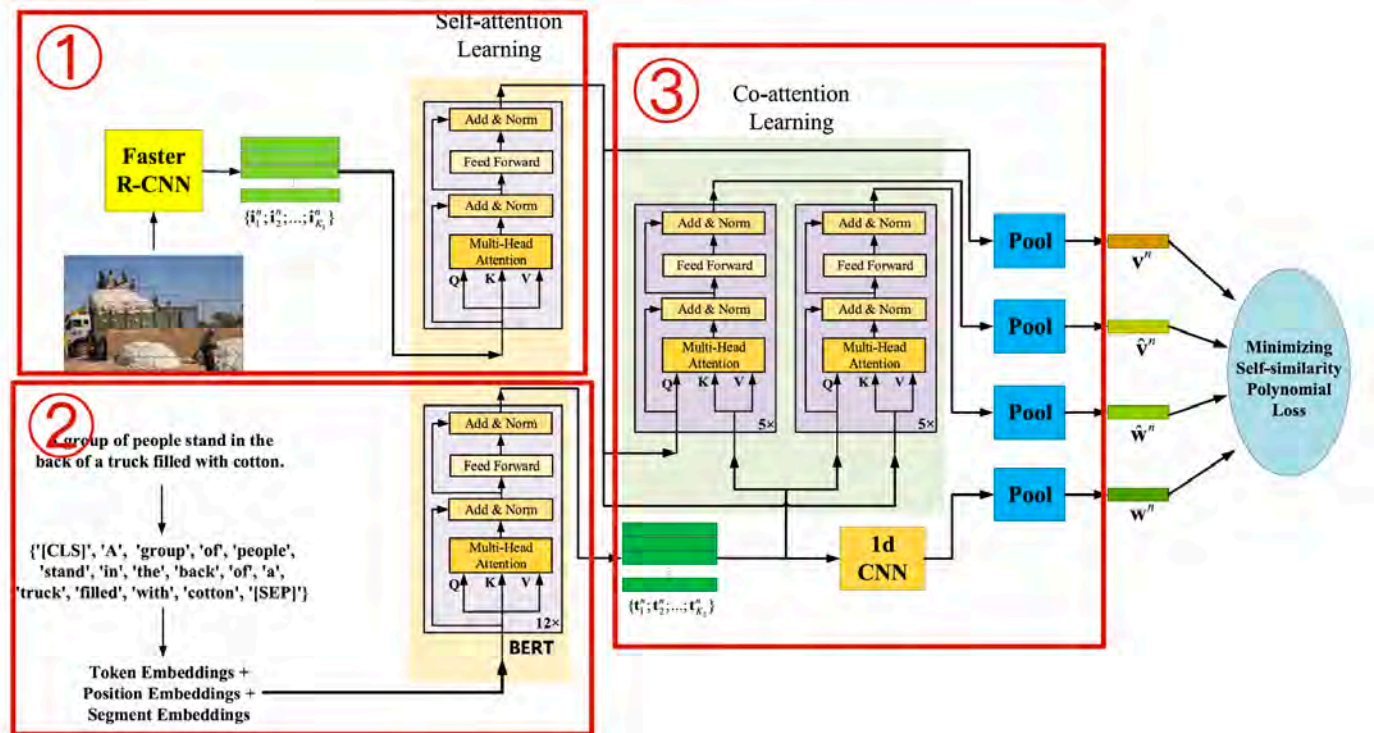 ①
Self-attention
Learning
Faster
R-CNN
{î₁ⁿ; î₂ⁿ;...; î_{K₁}ⁿ}
Add & Norm
Feed Forward
Add & Norm
Multi-Head
Attention
Q K V
②
group of people stand in the
back of a truck filled with cotton.
{'[CLS]', 'A', 'group', 'of', 'people',
'stand', 'in', 'the', 'back', 'of', 'a',
'truck', 'filled', 'with', 'cotton', '[SEP]'}
Token Embeddings +
Position Embeddings +
Segment Embeddings
Add & Norm
Feed Forward
Add & Norm
Multi-Head
Attention
Q K V
12×
BERT
③
Co-attention
Learning
Add & Norm
Feed Forward
Add & Norm
Multi-Head
Attention
Q K V
5×
Add & Norm
Feed Forward
Add & Norm
Multi-Head
Attention
Q K V
5×
{t₁ⁿ; t₂ⁿ;...; t_{K₂}ⁿ}
1d
CNN
Pool
Pool
Pool
Pool
vⁿ
v̂ⁿ
ŵⁿ
wⁿ
Minimizing
Self-similarity
Polynomial
Loss